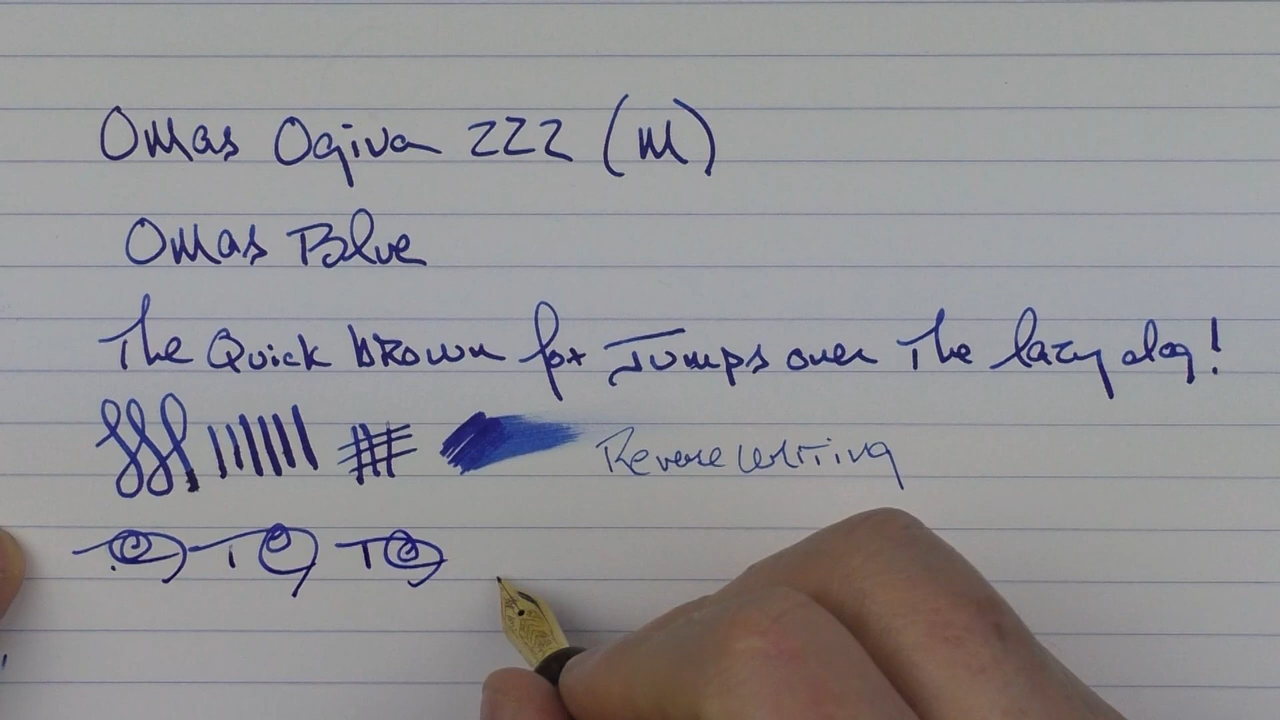 Omas Ogiva 222 (M)
Omas Blue
The Quick brown fox Jumps over The lazy dog!
Reverse writing